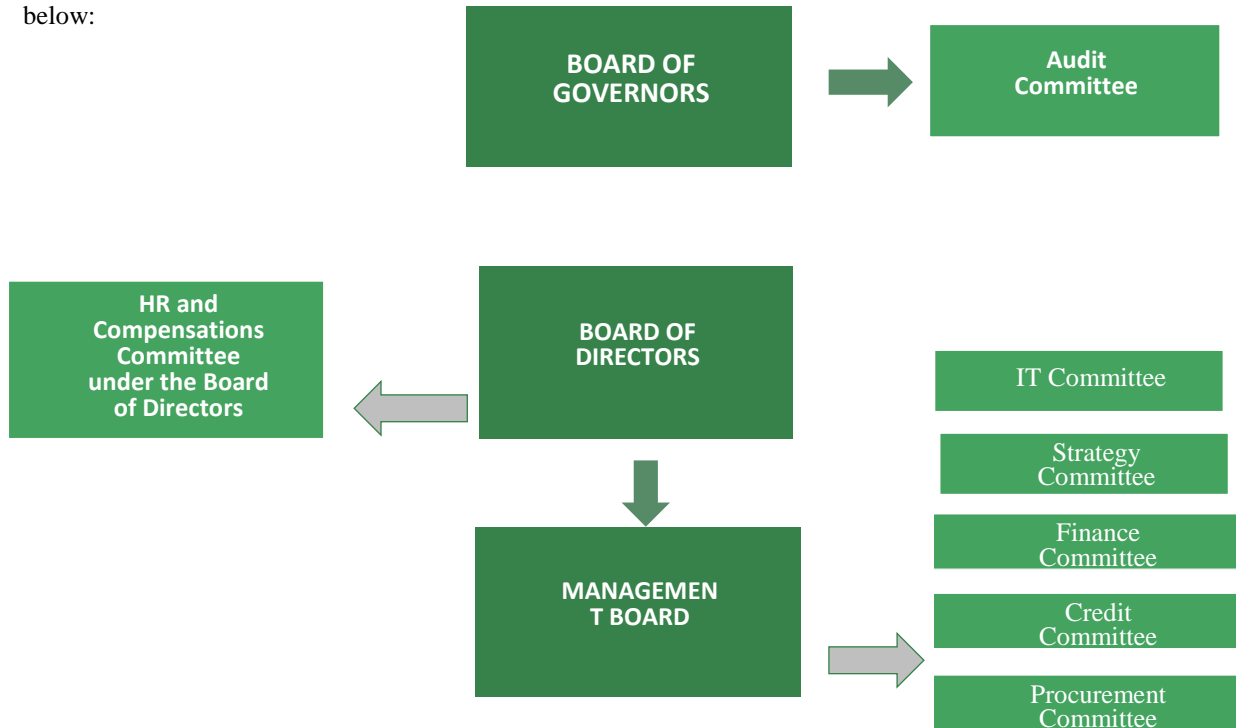 below:
BOARD OF
GOVERNORS
Audit
Committee
HR and
Compensations
Committee
under the Board
of Directors
BOARD OF
DIRECTORS
IT Committee
Strategy
Committee
Finance
Committee
MANAGEMEN
T BOARD
Credit
Committee
Procurement
Committee